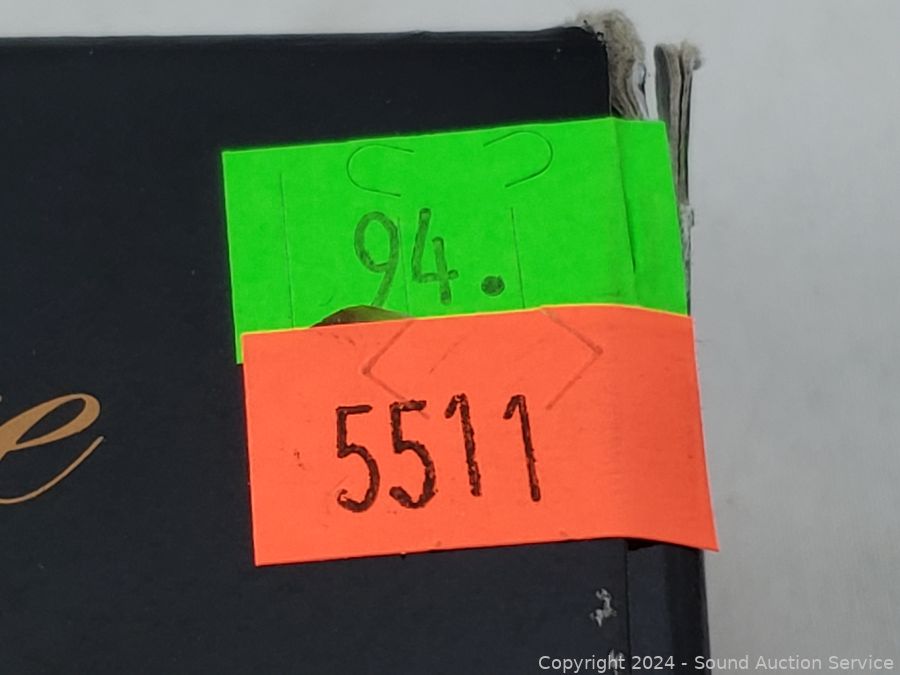 94.
5511
e
Copyright © 2024 - Sound Auction Service